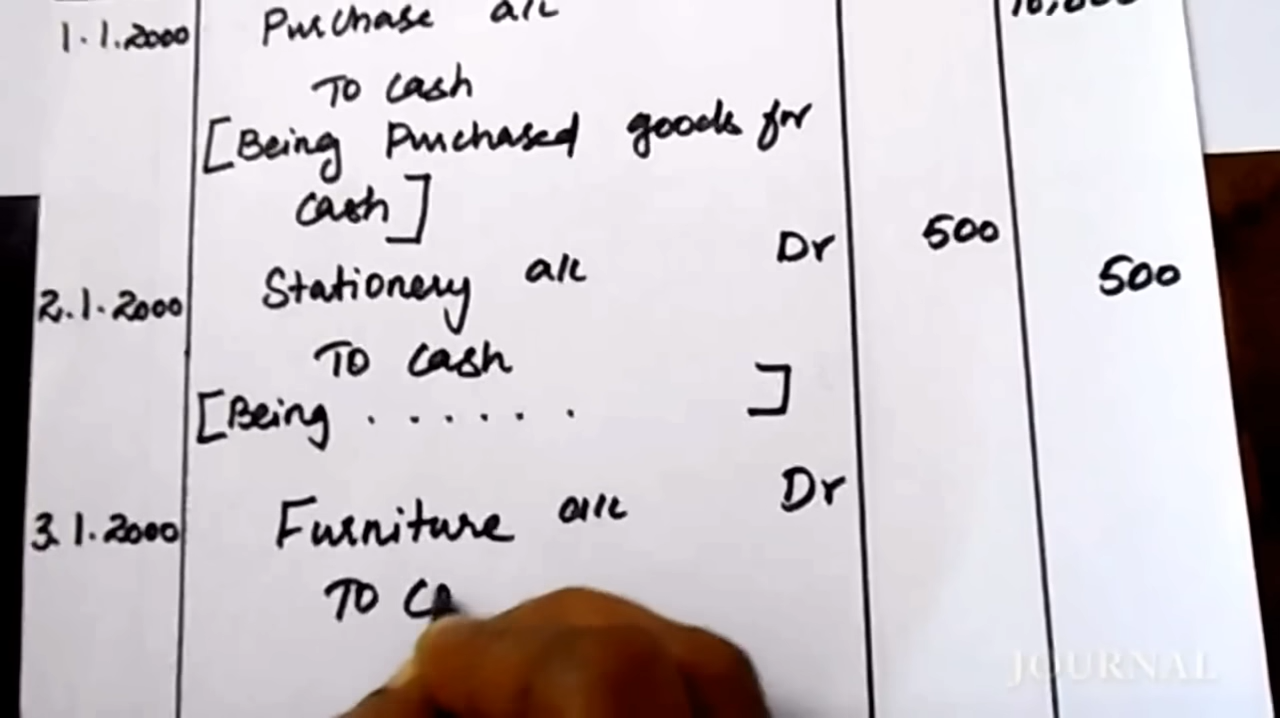 1.1.2000 Purchase a/c
To cash
[Being Purchased goods for
cash]
2.1.2000 Stationery a/c Dr 500
500
To cash
[Being . . . . . . ]
3.1.2000 Furniture a/c Dr
To ca
JOURNAL